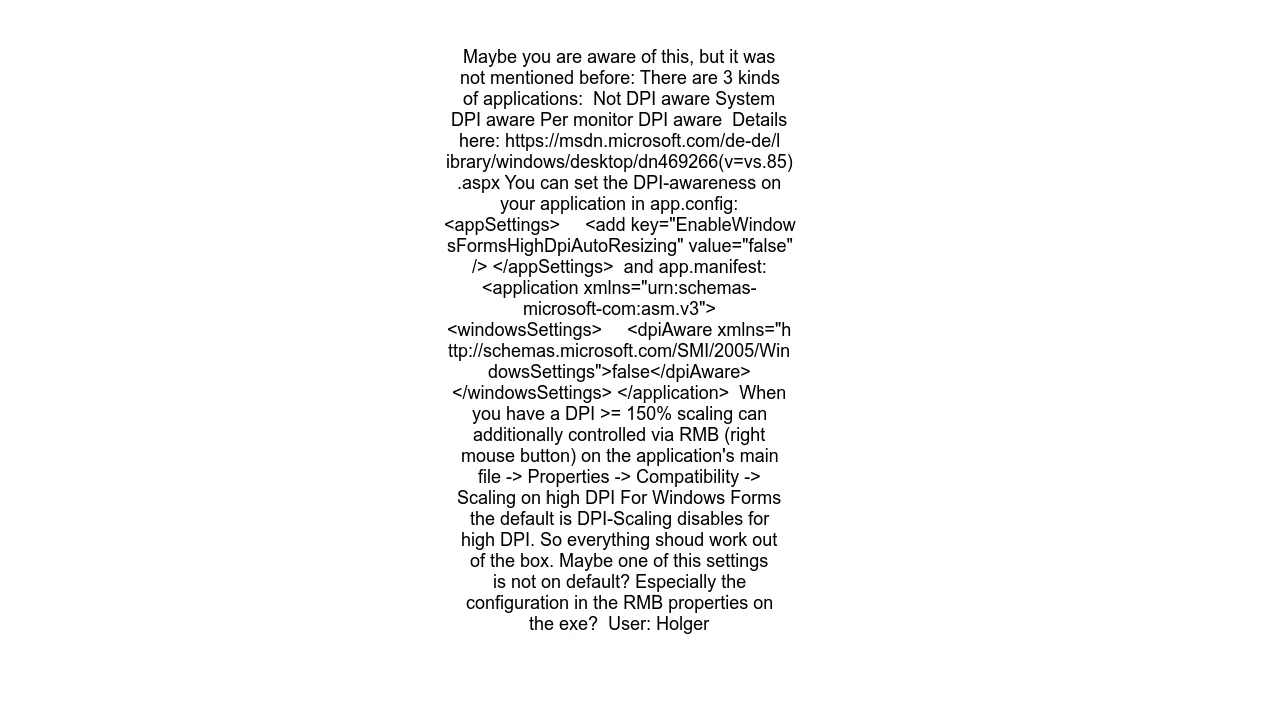 Maybe you are aware of this, but it was
not mentioned before: There are 3 kinds
of applications:  Not DPI aware System
DPI aware Per monitor DPI aware  Details
here: https://msdn.microsoft.com/de-de/l
ibrary/windows/desktop/dn469266(v=vs.85)
.aspx You can set the DPI-awareness on
your application in app.config:
<appSettings>     <add key="EnableWindow
sFormsHighDpiAutoResizing" value="false"
/> </appSettings>  and app.manifest:
<application xmlns="urn:schemas-
microsoft-com:asm.v3">
<windowsSettings>     <dpiAware xmlns="h
ttp://schemas.microsoft.com/SMI/2005/Win
dowsSettings">false</dpiAware>
</windowsSettings> </application>  When
you have a DPI >= 150% scaling can
additionally controlled via RMB (right
mouse button) on the application's main
file -> Properties -> Compatibility ->
Scaling on high DPI For Windows Forms
the default is DPI-Scaling disables for
high DPI. So everything shoud work out
of the box. Maybe one of this settings
is not on default? Especially the
configuration in the RMB properties on
the exe?  User: Holger